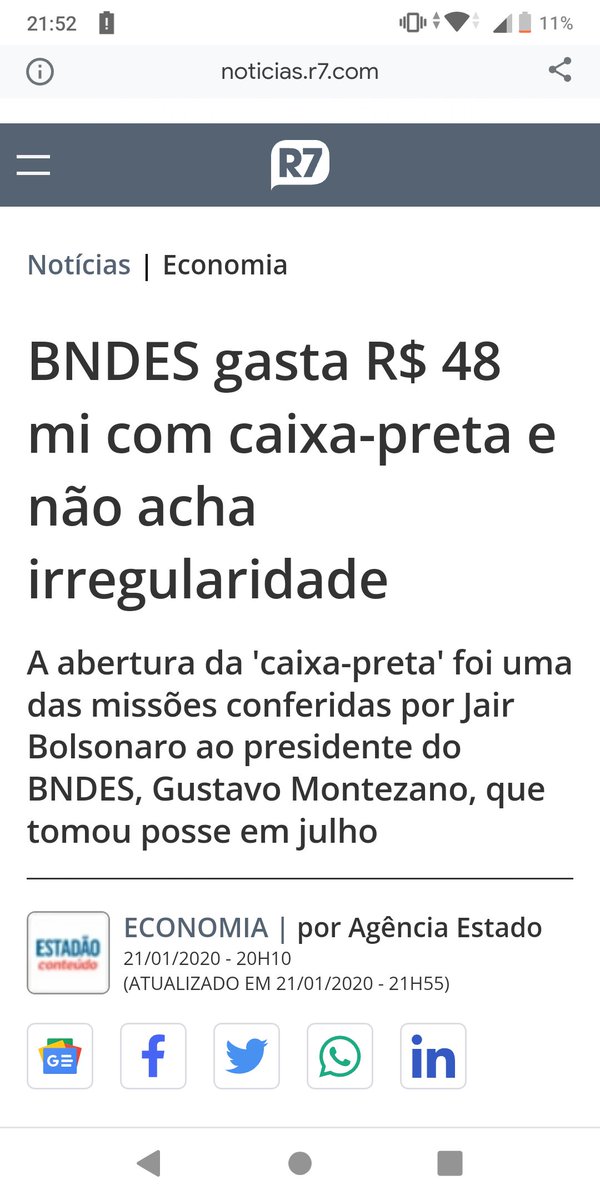 21:52
11%
noticias.r7.com
R7
Notícias | Economia
BNDES gasta R$ 48
mi com caixa-preta e
não acha
irregularidade
A abertura da 'caixa-preta' foi uma
das missões conferidas por Jair
Bolsonaro ao presidente do
BNDES, Gustavo Montezano, que
tomou posse em julho
ESTADÃO
conteúdo
ECONOMIA | por Agência Estado
21/01/2020 - 20H10
(ATUALIZADO EM 21/01/2020 - 21H55)
GE
f
in